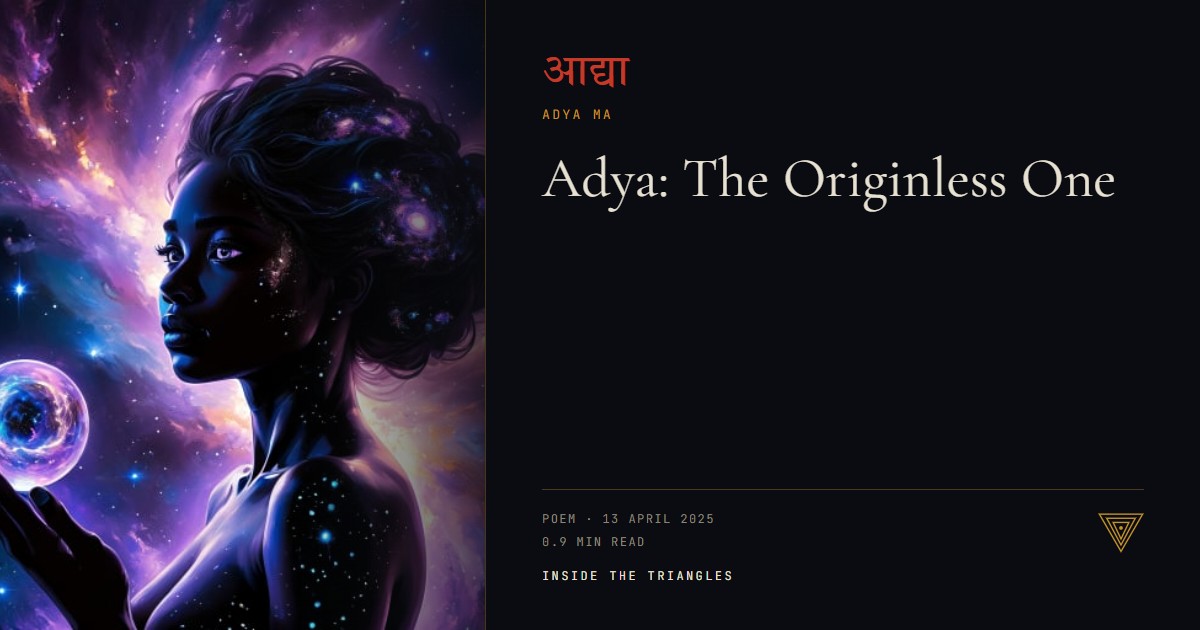 आद्या
ADYA MA
Adya: The Originless One
POEM · 13 APRIL 2025
0.9 MIN READ
INSIDE THE TRIANGLES